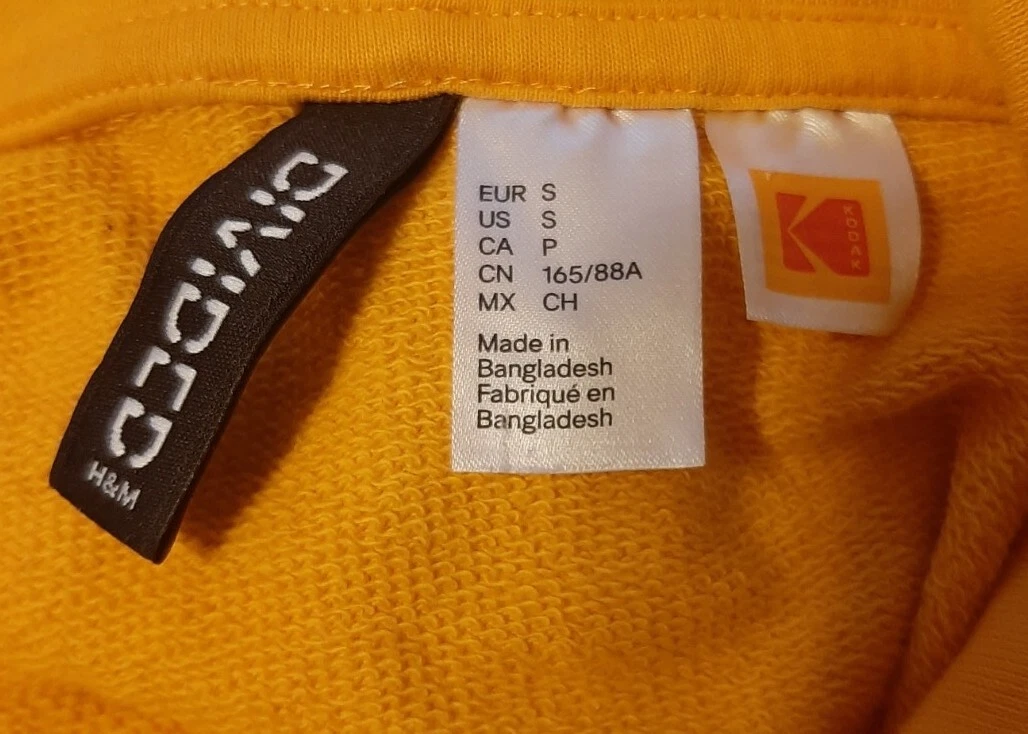 DIVIDED
H&M
EUR S
US S
CA P
CN 165/88A
MX CH
Made in
Bangladesh
Fabriqué en
Bangladesh
KODAK